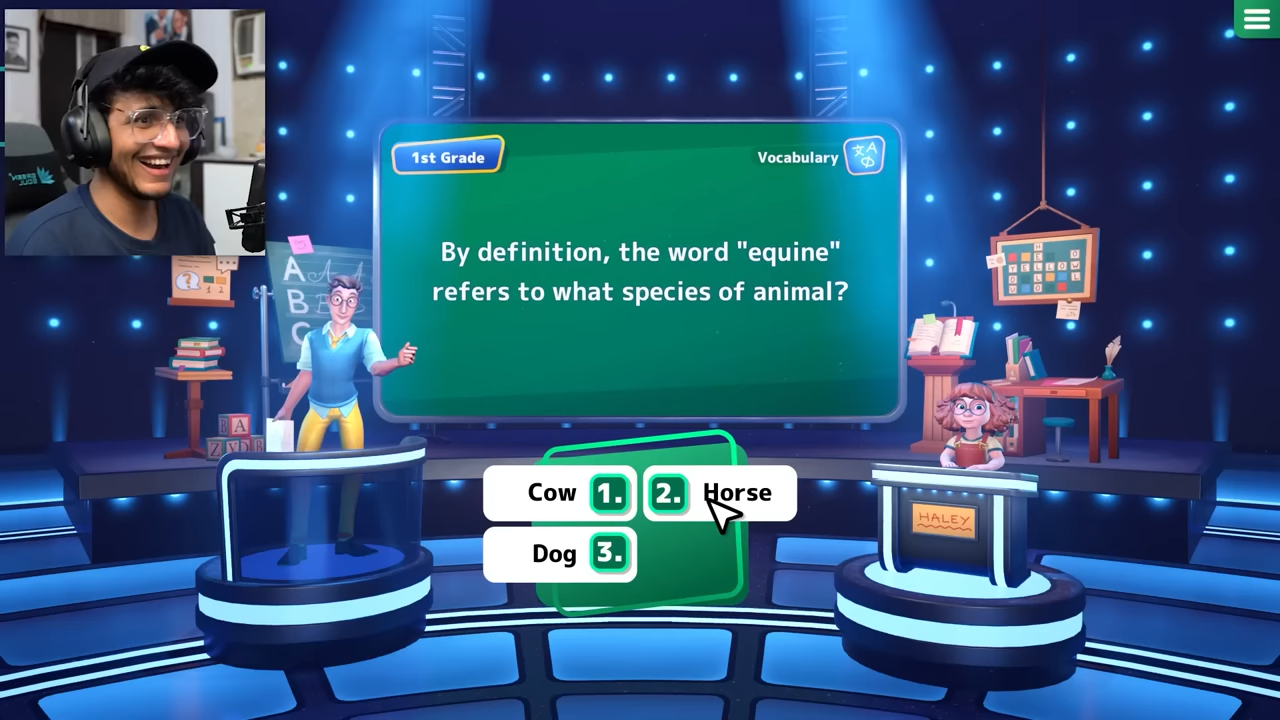 1st Grade
Vocabulary
By definition, the word "equine"
refers to what species of animal?
A
B
C
HALEY
Cow 1.
2. Horse
Dog 3.